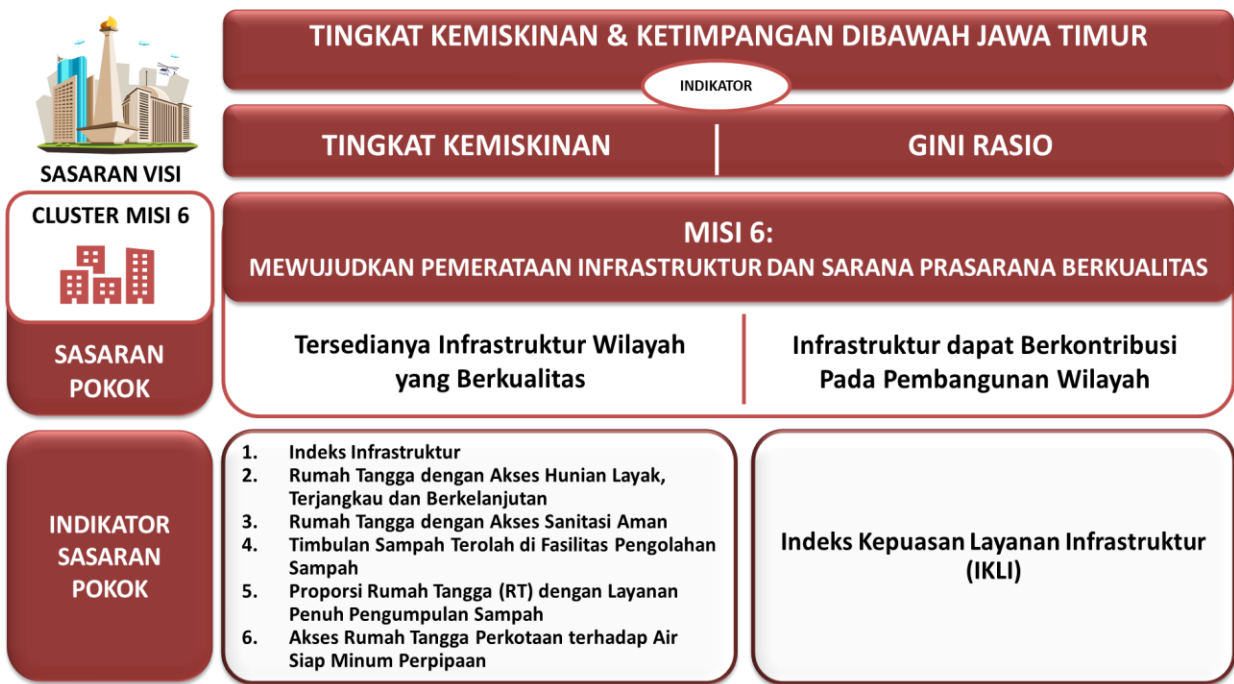 TINGKAT KEMISKINAN & KETIMPANGAN DIBAWAH JAWA TIMUR
INDIKATOR
TINGKAT KEMISKINAN
GINI RASIO
SASARAN VISI
CLUSTER MISI 6
MISI 6:
MEWUJUDKAN PEMERATAAN INFRASTRUKTUR DAN SARANA PRASARANA BERKUALITAS
SASARAN
POKOK
Tersedianya Infrastruktur Wilayah
yang Berkualitas
Infrastruktur dapat Berkontribusi
Pada Pembangunan Wilayah
INDIKATOR
SASARAN
POKOK
1. Indeks Infrastruktur
2. Rumah Tangga dengan Akses Hunian Layak,
Terjangkau dan Berkelanjutan
3. Rumah Tangga dengan Akses Sanitasi Aman
4. Timbulan Sampah Terolah di Fasilitas Pengolahan
Sampah
5. Proporsi Rumah Tangga (RT) dengan Layanan
Penuh Pengumpulan Sampah
6. Akses Rumah Tangga Perkotaan terhadap Air
Siap Minum Perpipaan
Indeks Kepuasan Layanan Infrastruktur
(IKLI)